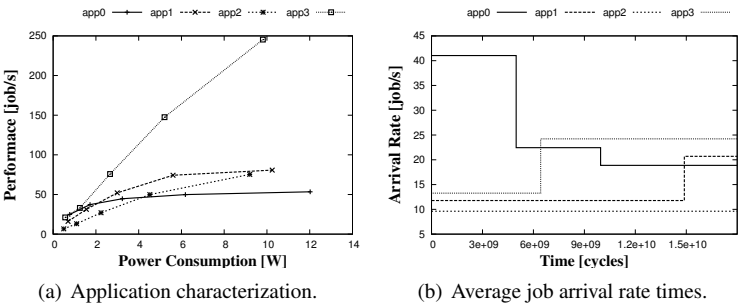 app0 app1 app2 app3
250
200
150
100
50
0
Performace [job/s]
0 2 4 6 8 10 12 14
Power Consumption [W]
(a) Application characterization.
app0 app1 app2 app3
45
40
35
30
25
20
15
10
5
Arrival Rate [job/s]
0 3e+09 6e+09 9e+09 1.2e+10 1.5e+10
Time [cycles]
(b) Average job arrival rate times.